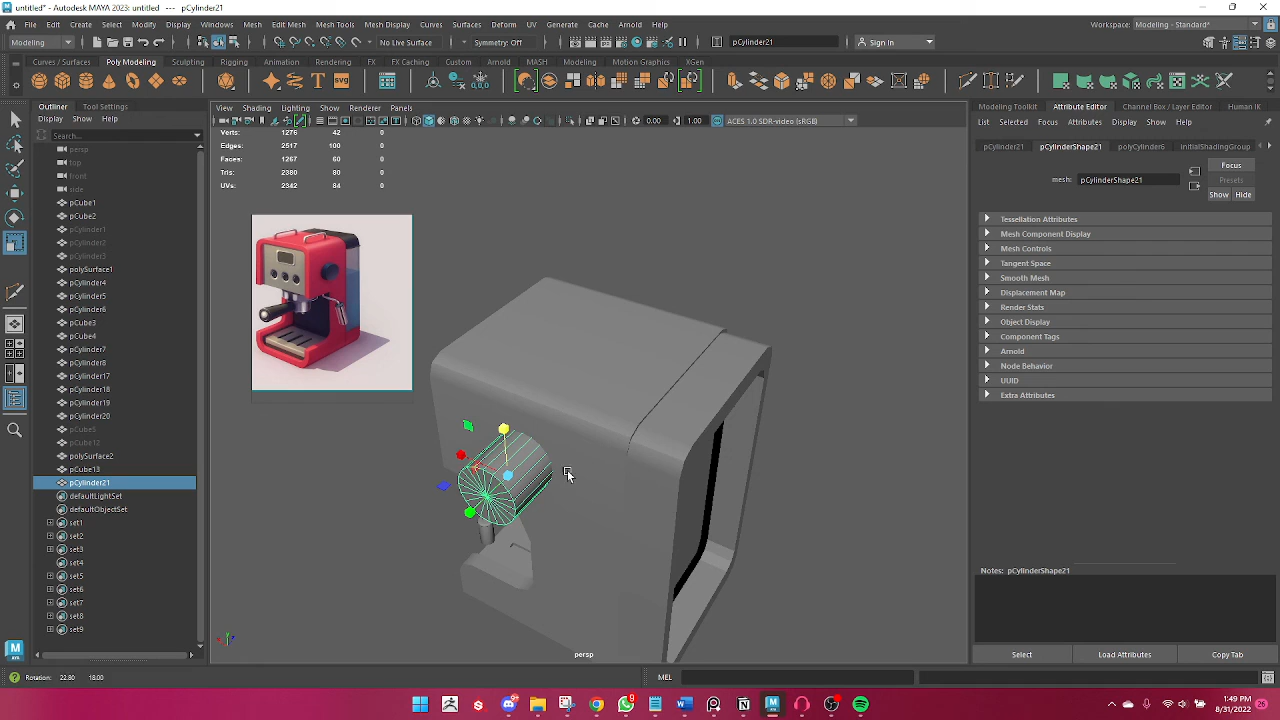 untitled* - Autodesk MAYA 2023: untitled --- pCylinder21
File Edit Create Select Modify Display Windows Mesh Edit Mesh Mesh Tools Mesh Display Curves Surfaces Deform UV Generate Cache Arnold Help
Workspace: Modeling - Standard*
Modeling No Live Surface Symmetry: Off pCylinder21 Sign In
Curves / Surfaces Poly Modeling Sculpting Rigging Animation Rendering FX FX Caching Custom Arnold MASH Modeling Motion Graphics XGen
Outliner Tool Settings
Display Show Help
Search...
persp
top
front
side
pCube1
pCube2
pCylinder1
pCylinder2
pCylinder3
polySurface1
pCylinder4
pCylinder5
pCylinder6
pCube3
pCube4
pCylinder7
pCylinder8
pCylinder17
pCylinder18
pCylinder19
pCylinder20
pCube5
pCylinder12
polySurface2
pCube13
pCylinder21
defaultLightSet
defaultObjectSet
set1
set2
set3
set4
set5
set6
set7
set8
set9
View Shading Lighting Show Renderer Panels
0.00 1.00 ACES 1.0 SDR-video (sRGB)
Verts: 1276 42 0
Edges: 2517 100 0
Faces: 1267 60 0
Tris: 2380 80 0
UVs: 2342 84 0
persp
Modeling Toolkit Attribute Editor Channel Box / Layer Editor Human IK
List Selected Focus Attributes Display Show Help
pCylinder21 pCylinderShape21 polyCylinder6 initialShadingGroup
Focus
mesh: pCylinderShape21 Presets
Show Hide
Tessellation Attributes
Mesh Component Display
Mesh Controls
Tangent Space
Smooth Mesh
Displacement Map
Render Stats
Object Display
Component Tags
Arnold
Node Behavior
UUID
Extra Attributes
Notes: pCylinderShape21
Select Load Attributes Copy Tab
Rotation: 22.80 18.00 MEL
1:49 PM
8/31/2022